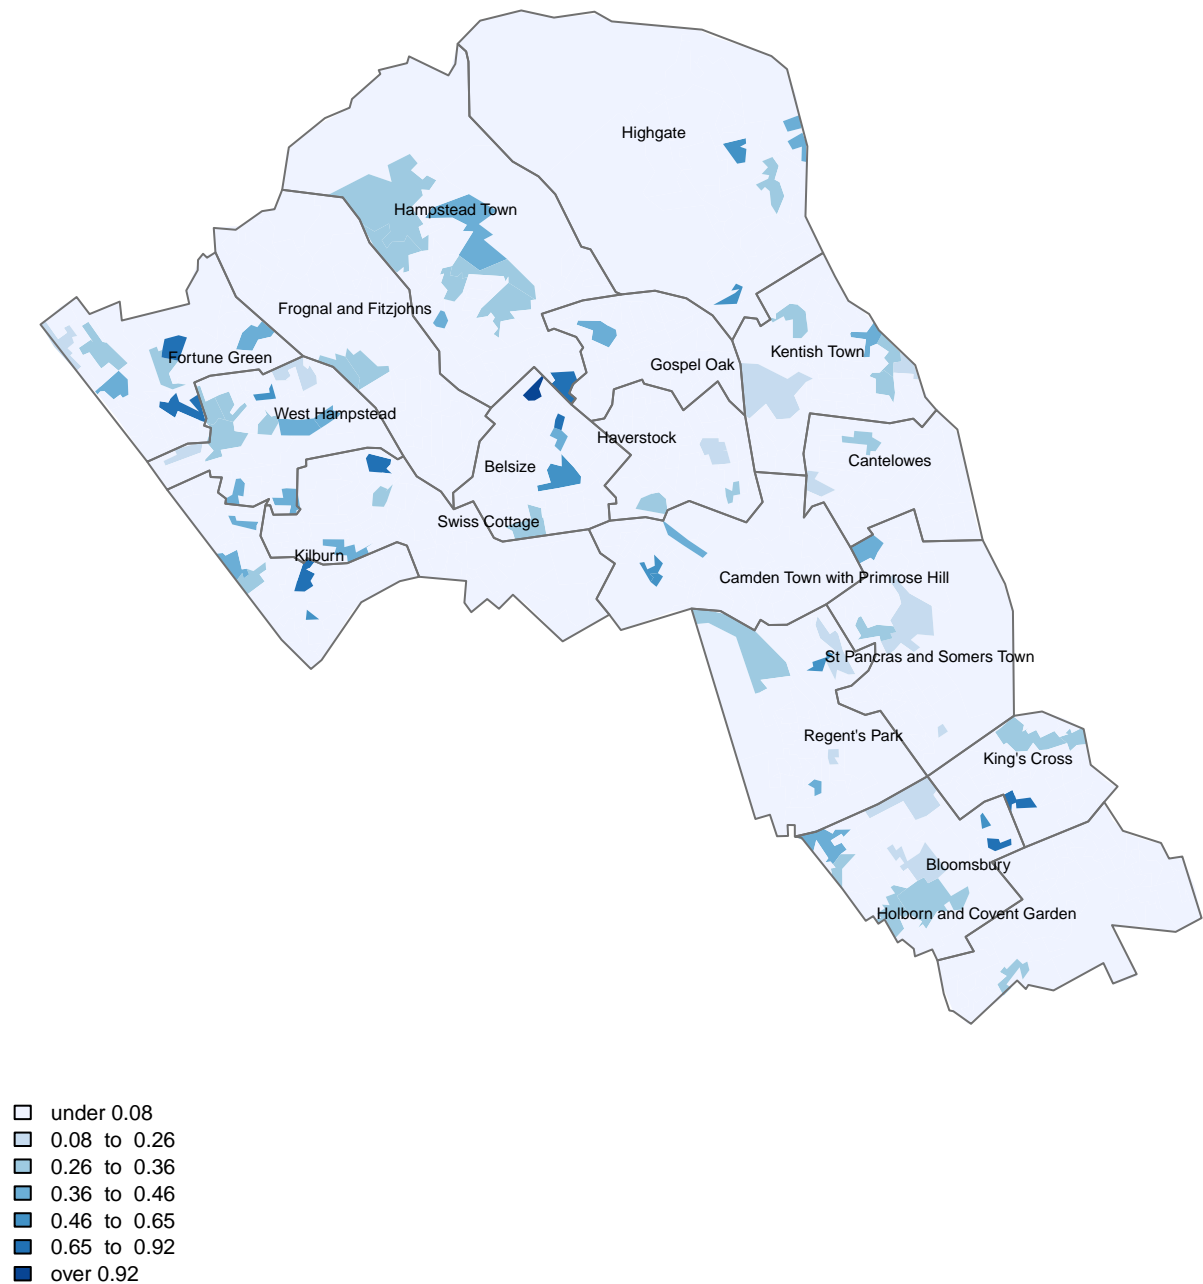 Highgate
Hampstead Town
Frognal and Fitzjohns
Fortune Green
Gospel Oak
Kentish Town
West Hampstead
Haverstock
Cantelowes
Belsize
Swiss Cottage
Kilburn
Camden Town with Primrose Hill
St Pancras and Somers Town
Regent's Park
King's Cross
Bloomsbury
Holborn and Covent Garden
under 0.08
0.08 to 0.26
0.26 to 0.36
0.36 to 0.46
0.46 to 0.65
0.65 to 0.92
over 0.92